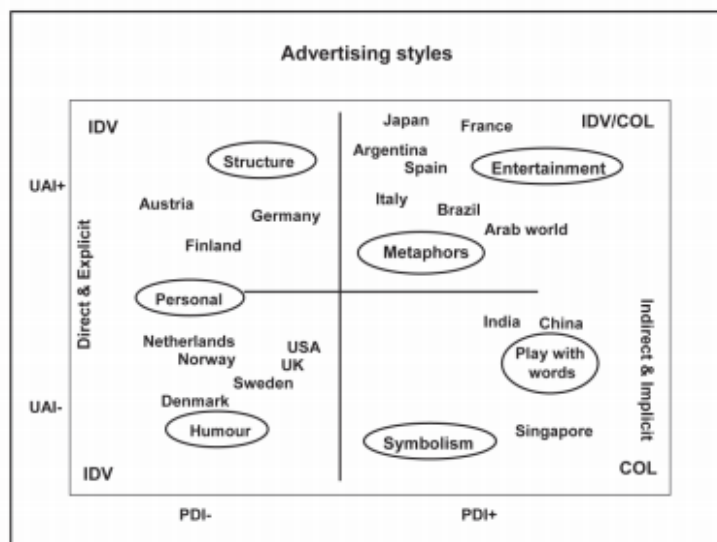 Advertising styles
IDV
Japan
France
IDV/COL
Structure
Argentina
Spain
Entertainment
UAI+
Austria
Germany
Italy
Brazil
Arab world
Finland
Metaphors
Direct & Explicit
Personal
Indirect & Implicit
Netherlands
Norway
USA
UK
Sweden
Denmark
India
China
Play with
words
UAI-
Humour
Symbolism
Singapore
IDV
COL
PDI-
PDI+